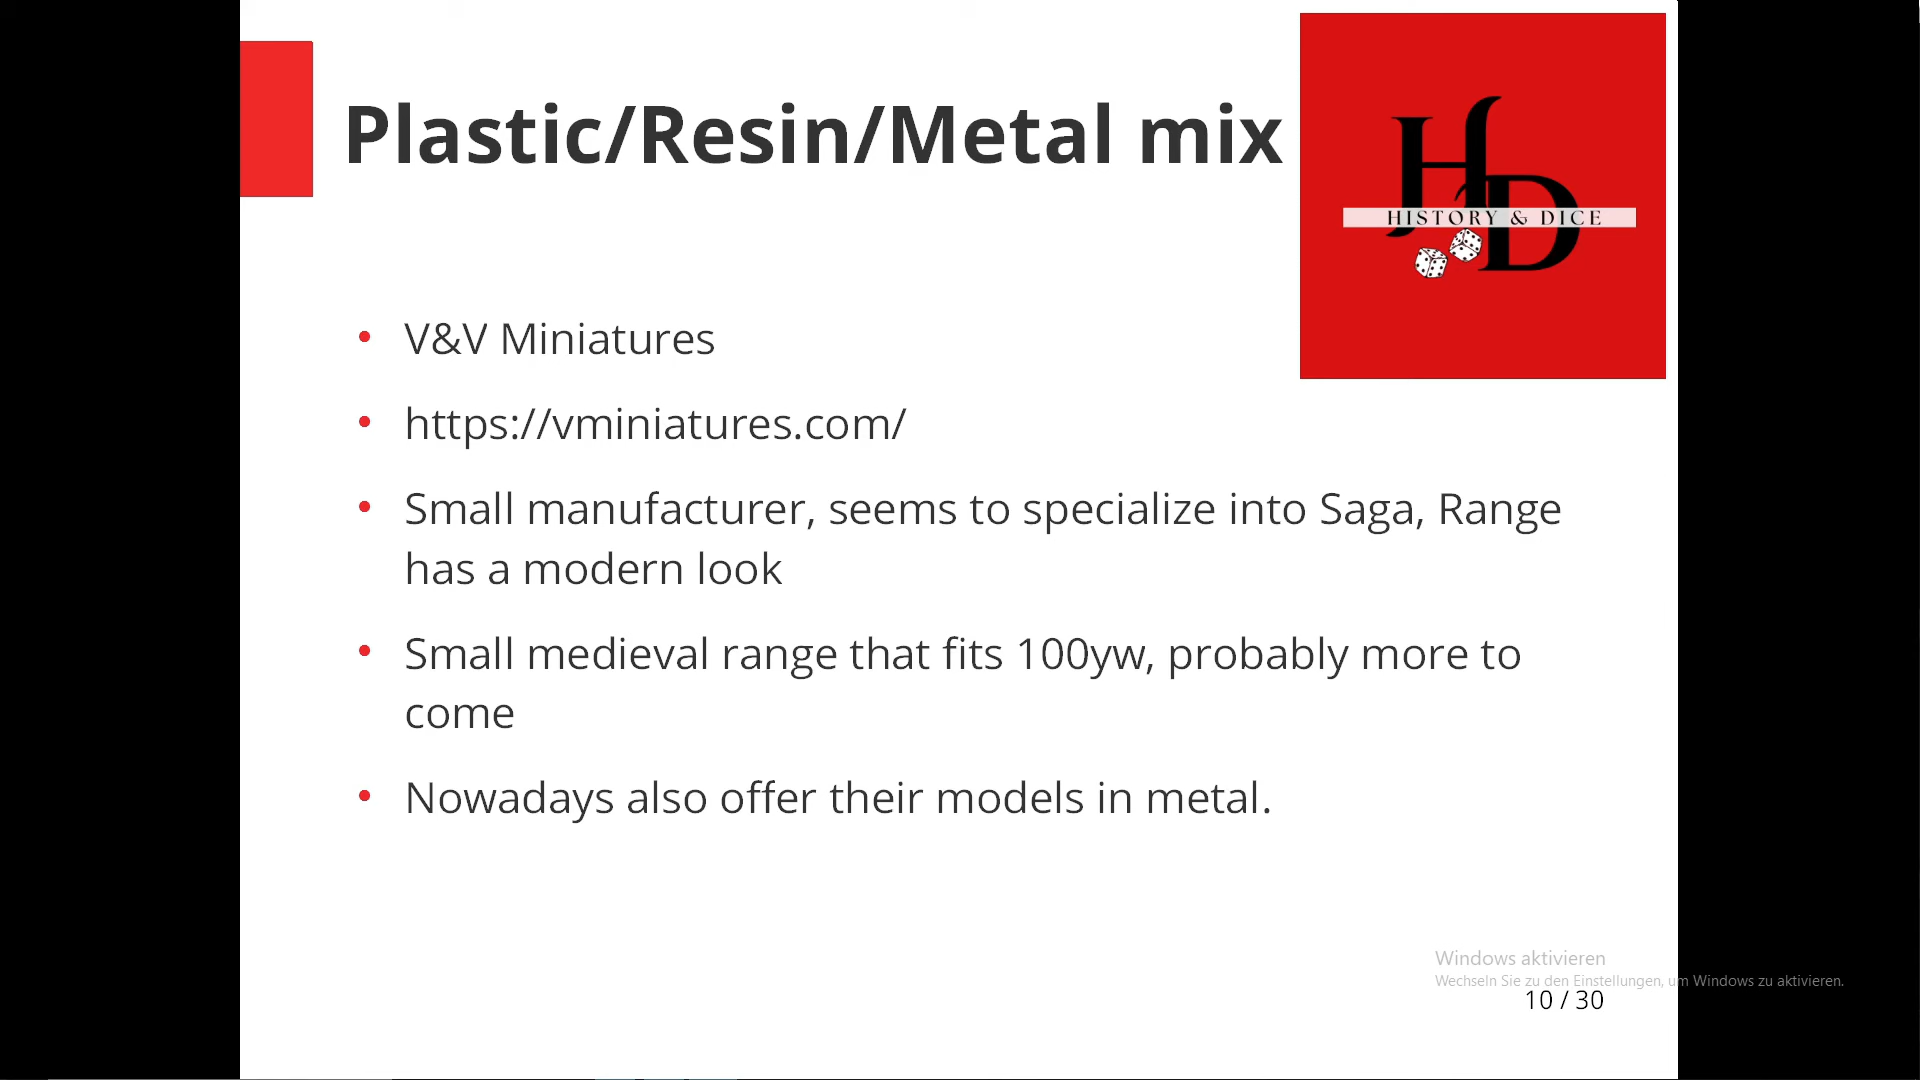 Plastic/Resin/Metal mix
HD
HISTORY & DICE
• V&V Miniatures
• https://vminiatures.com/
• Small manufacturer, seems to specialize into Saga, Range
has a modern look
• Small medieval range that fits 100yw, probably more to
come
• Nowadays also offer their models in metal.
Windows aktivieren
Wechseln Sie zu den Einstellungen, um Windows zu aktivieren.
10 / 30